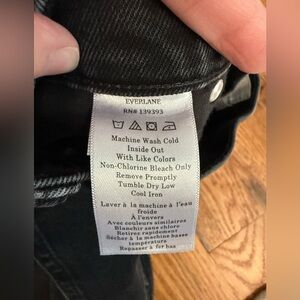 EVERLANE
RN# 139393
Machine Wash Cold
Inside Out
With Like Colors
Non-Chlorine Bleach Only
Remove Promptly
Tumble Dry Low
Cool Iron
Laver à la machine à l'eau
froide
A l'envers
Avec couleurs similaires
Blanchir sans chlore
Retirez rapidement
Sécher à la machine basse
température
Repasser à fer bas